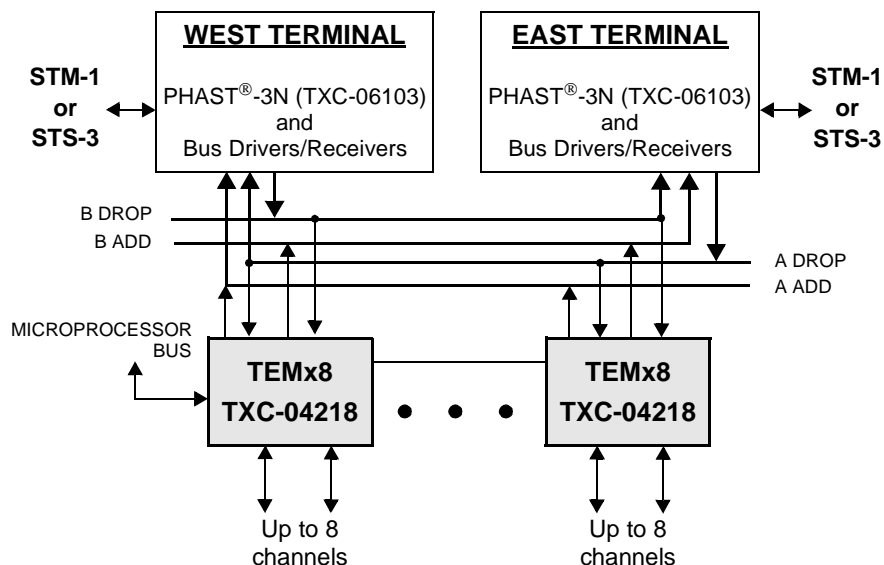 WEST TERMINAL
PHAST®-3N (TXC-06103)
and
Bus Drivers/Receivers
EAST TERMINAL
PHAST®-3N (TXC-06103)
and
Bus Drivers/Receivers
STM-1
or
STS-3
STM-1
or
STS-3
B DROP
B ADD
A DROP
A ADD
MICROPROCESSOR
BUS
TEMx8
TXC-04218
TEMx8
TXC-04218
Up to 8
channels
Up to 8
channels